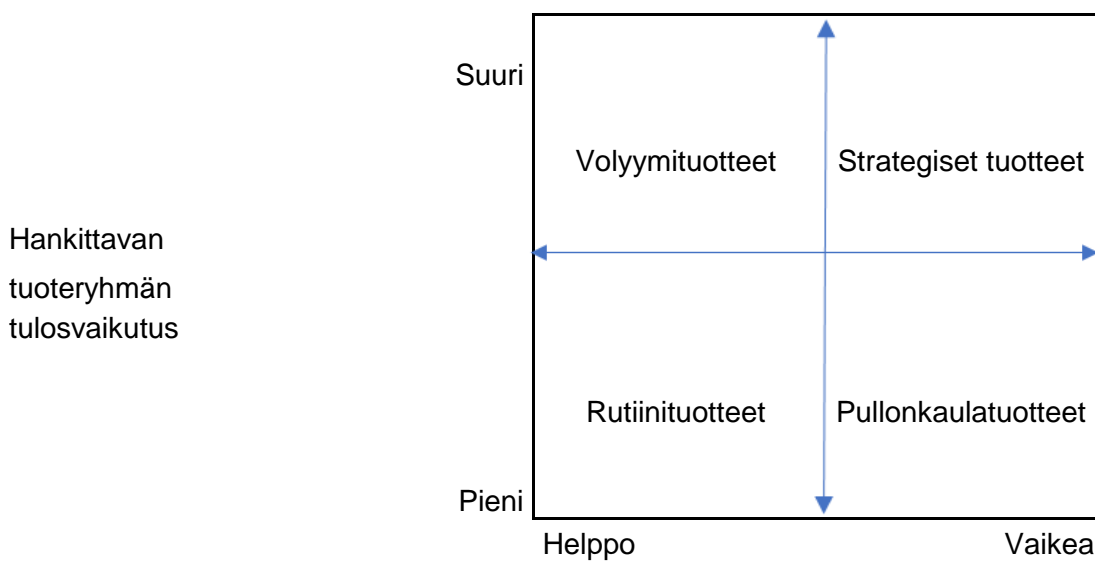 Suuri
Volyymituotteet Strategiset tuotteet
Hankittavan
tuoteryhmän
tulosvaikutus
Rutiinituotteet Pullonkaulatuotteet
Pieni
Helppo Vaikea